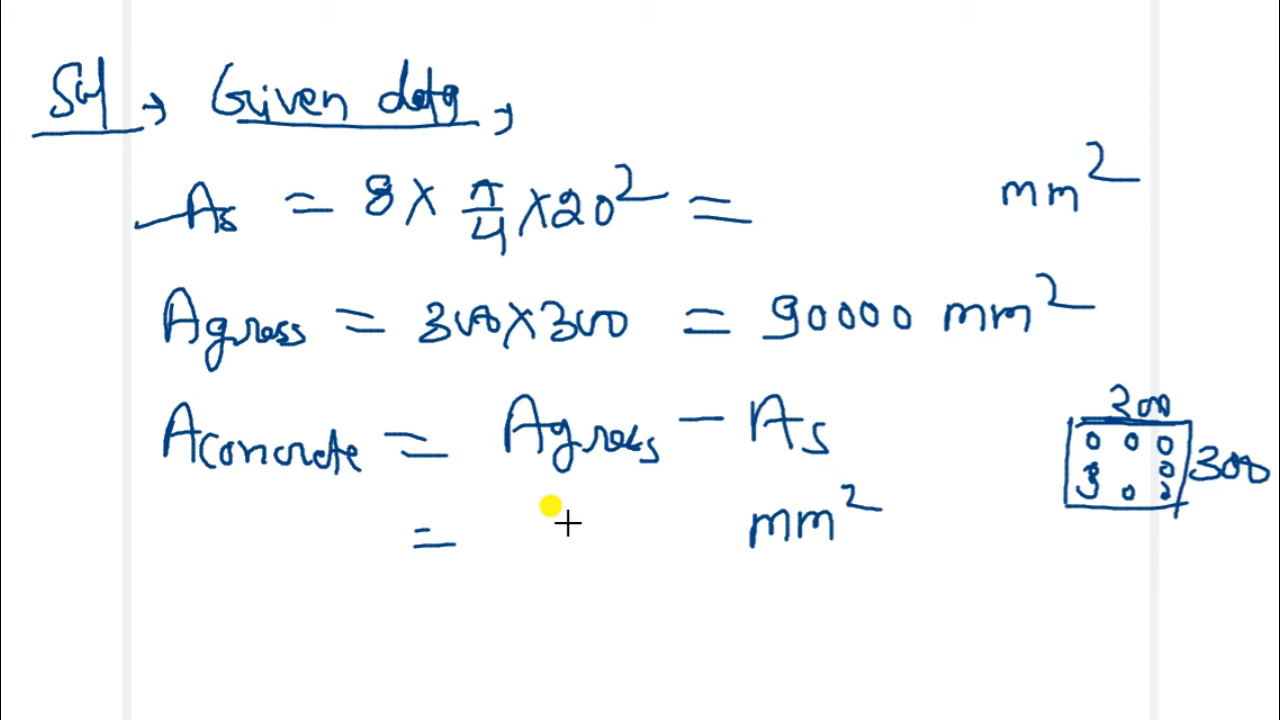 Sol, Given data,
As = 8 × π/4 × 20² = mm²
Agross = 300×300 = 90000 mm²
Aconcrete = Agross - As
= mm²
300
300